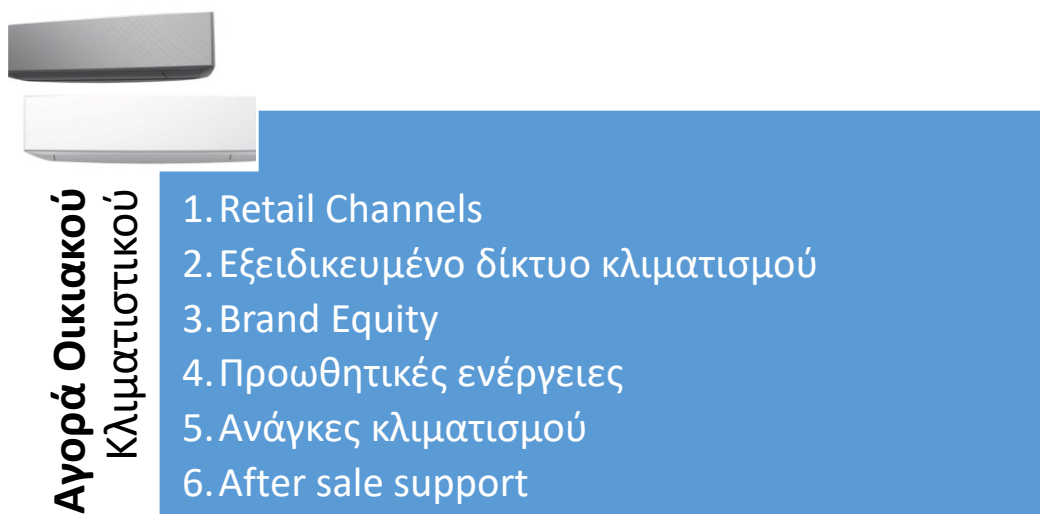 Αγορά Οικιακού
Κλιματιστικού
1. Retail Channels
2. Εξειδικευμένο δίκτυο κλιματισμού
3. Brand Equity
4. Προωθητικές ενέργειες
5. Ανάγκες κλιματισμού
6. After sale support